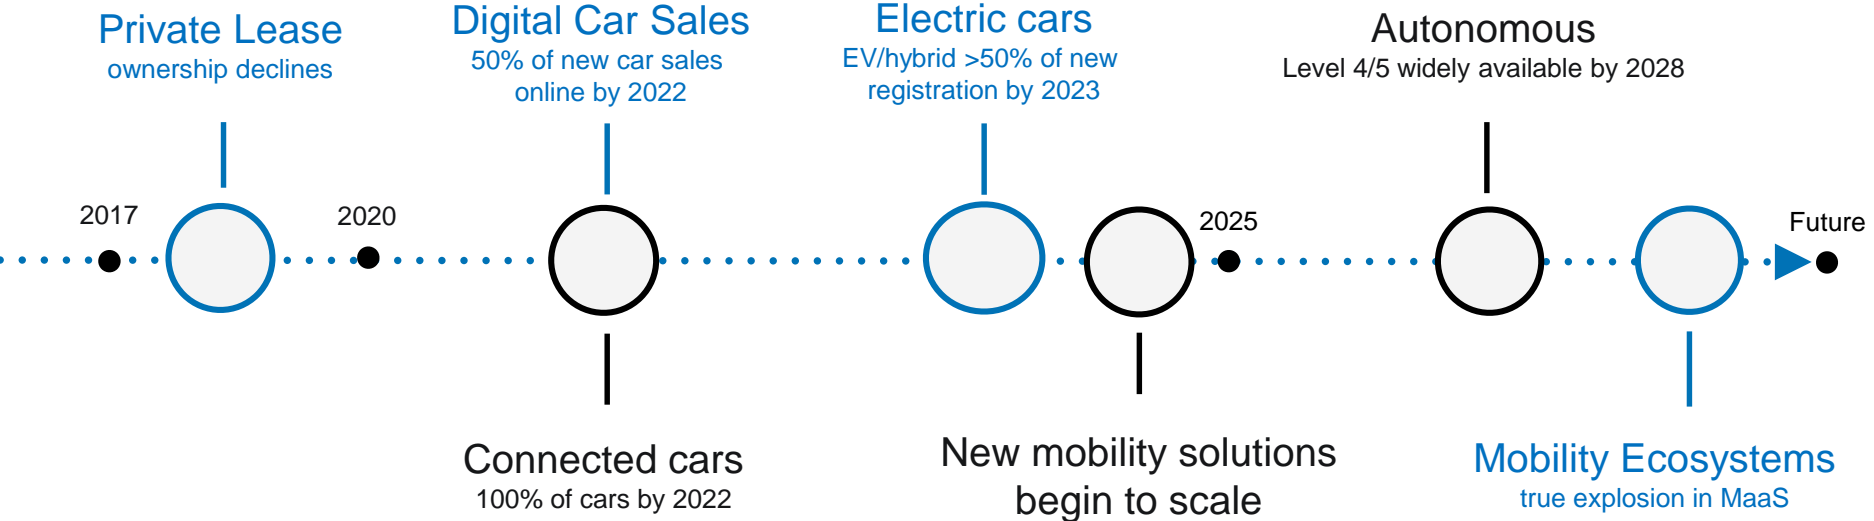 Private Lease
ownership declines
Digital Car Sales
50% of new car sales
online by 2022
Electric cars
EV/hybrid >50% of new
registration by 2023
Autonomous
Level 4/5 widely available by 2028
2017
2020
2025
Future
Connected cars
100% of cars by 2022
New mobility solutions
begin to scale
Mobility Ecosystems
true explosion in MaaS